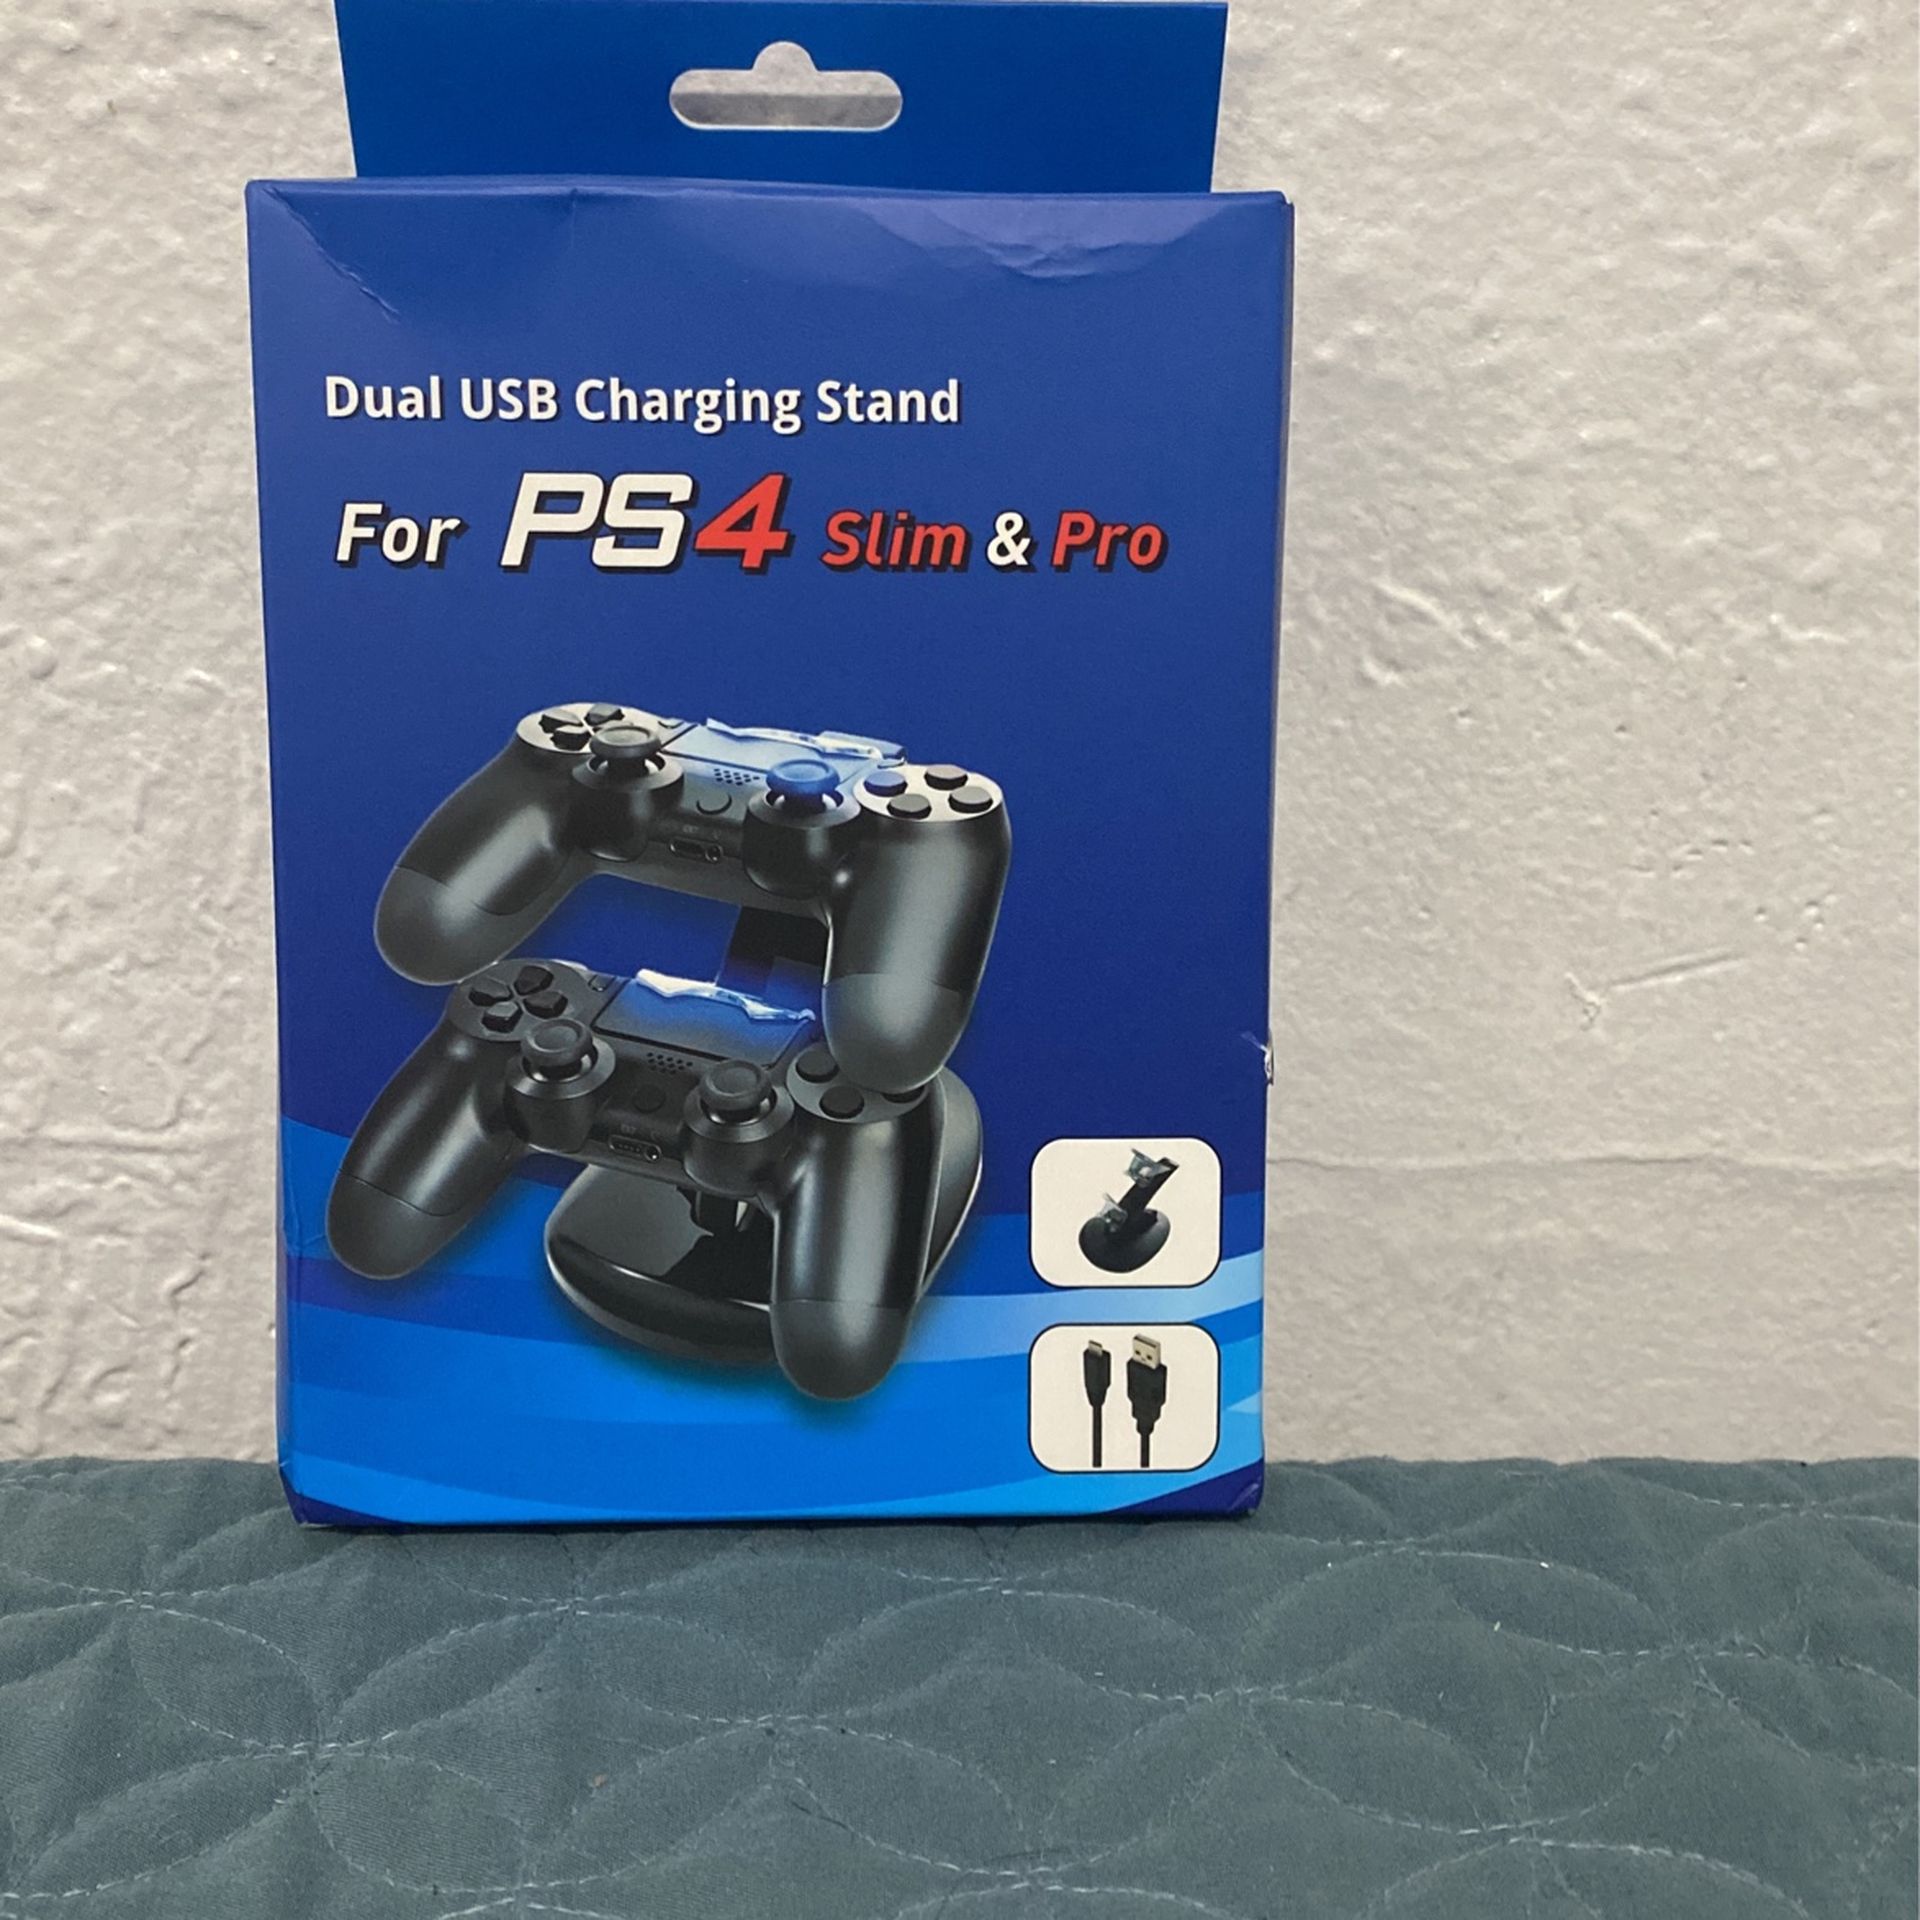 Dual USB Charging Stand
For PS4 Slim & Pro